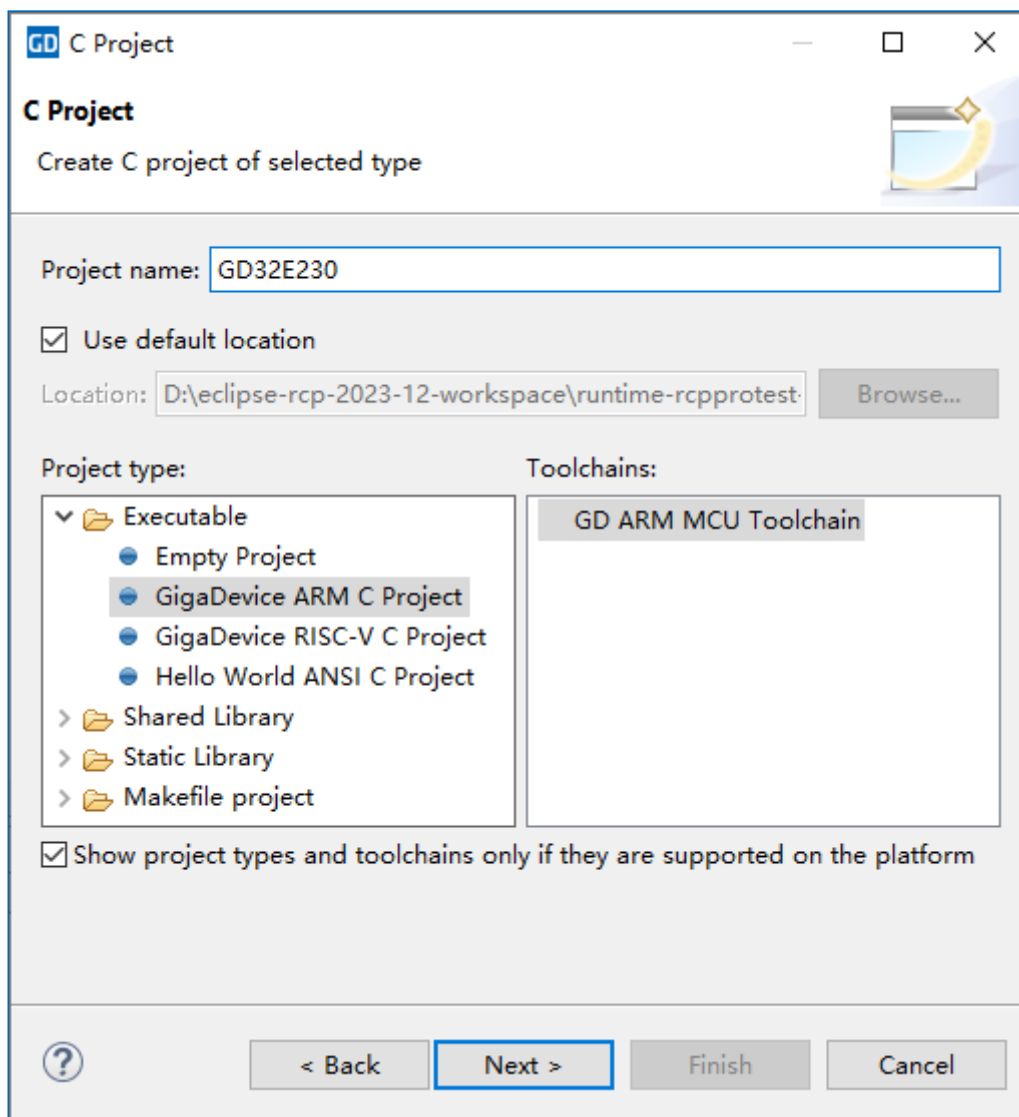 GD C Project
C Project
Create C project of selected type
Project name: GD32E230
Use default location
Location: D:\eclipse-rcp-2023-12-workspace\runtime-rcpprotest- Browse...
Project type: Toolchains:
Executable GD ARM MCU Toolchain
Empty Project
GigaDevice ARM C Project
GigaDevice RISC-V C Project
Hello World ANSI C Project
Shared Library
Static Library
Makefile project
Show project types and toolchains only if they are supported on the platform
? < Back Next > Finish Cancel